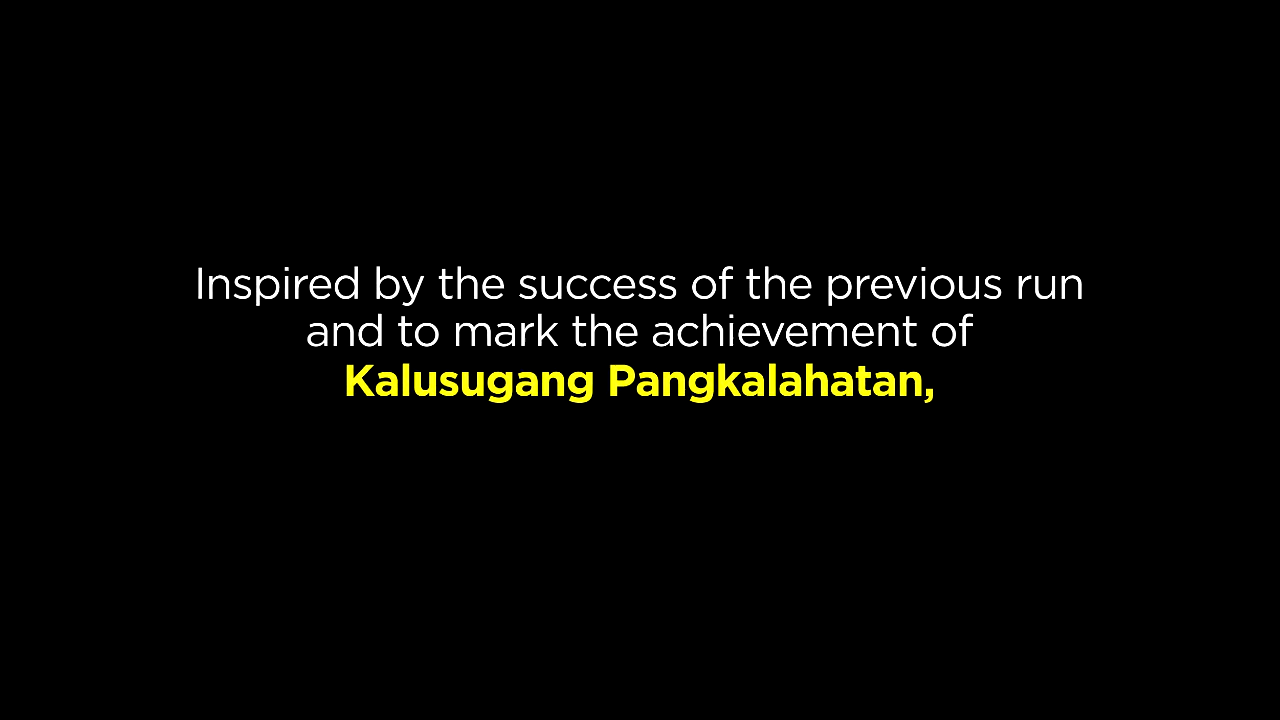 Inspired by the success of the previous run
and to mark the achievement of
Kalusugang Pangkalahatan,